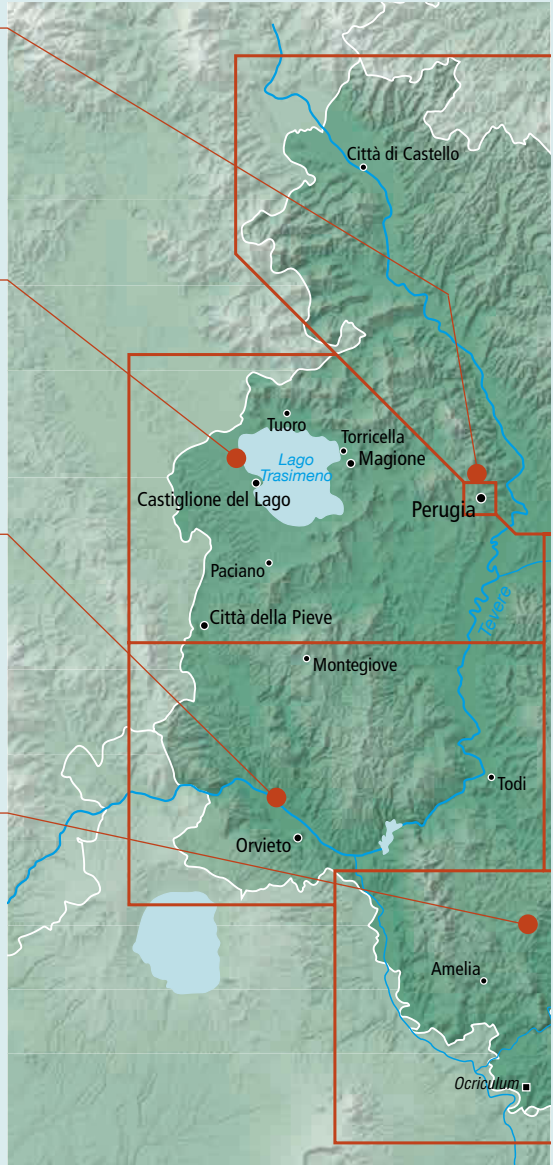 Città di Castello
Tuoro
Torricella
Lago
Trasimeno
Magione
Castiglione del Lago
Perugia
Paciano
Tevere
Città della Pieve
Montegiove
Todi
Orvieto
Amelia
Ocriculum